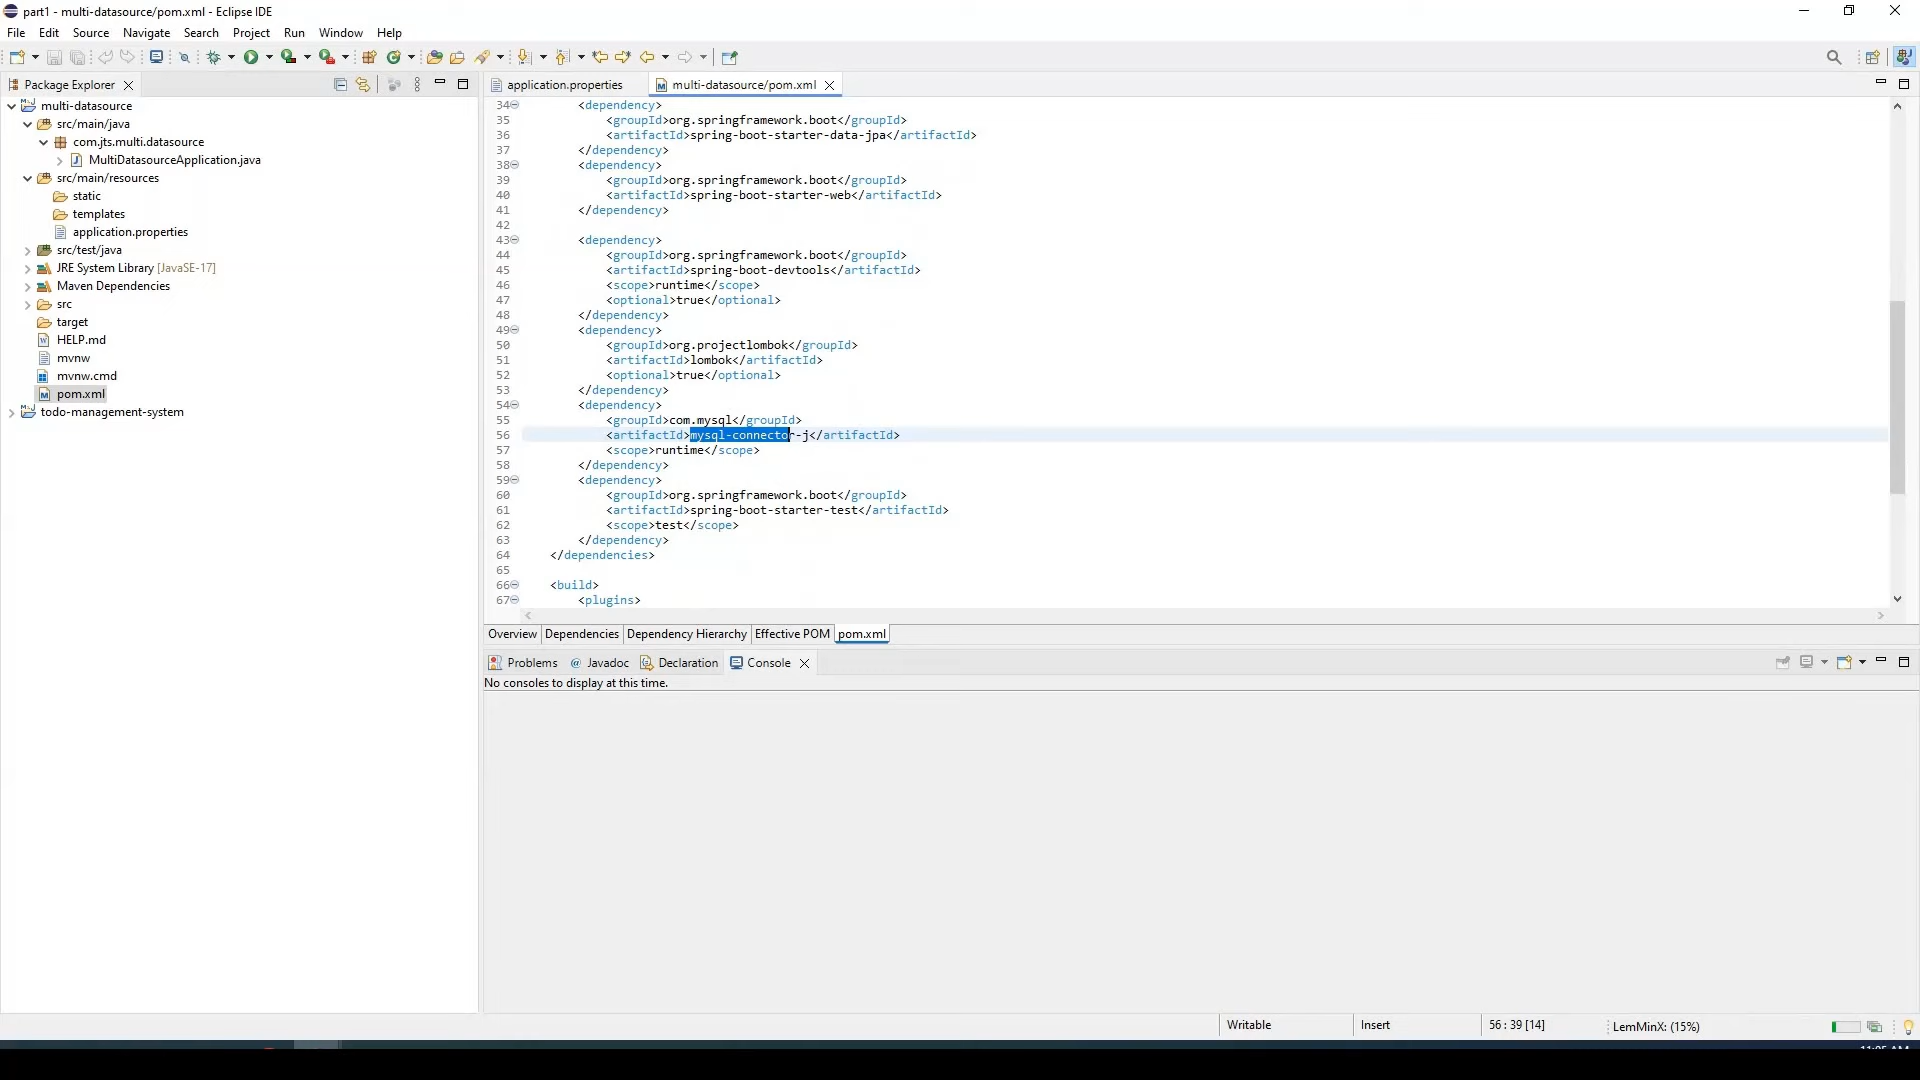 part1 - multi-datasource/pom.xml - Eclipse IDE
File Edit Source Navigate Search Project Run Window Help
Package Explorer
multi-datasource
src/main/java
com.jts.multi.datasource
MultiDatasourceApplication.java
src/main/resources
static
templates
application.properties
src/test/java
JRE System Library [JavaSE-17]
Maven Dependencies
src
target
HELP.md
mvnw
mvnw.cmd
pom.xml
todo-management-system
application.properties multi-datasource/pom.xml
34 <dependency>
35 <groupId>org.springframework.boot</groupId>
36 <artifactId>spring-boot-starter-data-jpa</artifactId>
37 </dependency>
38 <dependency>
39 <groupId>org.springframework.boot</groupId>
40 <artifactId>spring-boot-starter-web</artifactId>
41 </dependency>
42
43 <dependency>
44 <groupId>org.springframework.boot</groupId>
45 <artifactId>spring-boot-devtools</artifactId>
46 <scope>runtime</scope>
47 <optional>true</optional>
48 </dependency>
49 <dependency>
50 <groupId>org.projectlombok</groupId>
51 <artifactId>lombok</artifactId>
52 <optional>true</optional>
53 </dependency>
54 <dependency>
55 <groupId>com.mysql</groupId>
56 <artifactId>mysql-connector-j</artifactId>
57 <scope>runtime</scope>
58 </dependency>
59 <dependency>
60 <groupId>org.springframework.boot</groupId>
61 <artifactId>spring-boot-starter-test</artifactId>
62 <scope>test</scope>
63 </dependency>
64 </dependencies>
65
66 <build>
67 <plugins>
Overview Dependencies Dependency Hierarchy Effective POM pom.xml
Problems @ Javadoc Declaration Console
No consoles to display at this time.
Writable Insert 56 : 39 [14] LemMinX: (15%)